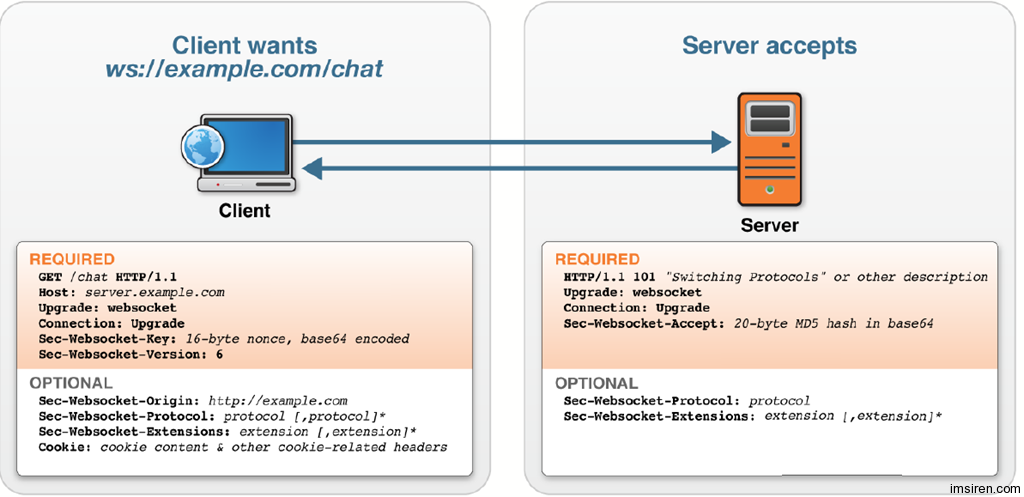 Client wants
ws://example.com/chat
Client
REQUIRED
GET /chat HTTP/1.1
Host: server.example.com
Upgrade: websocket
Connection: Upgrade
Sec-Websocket-Key: 16-byte nonce, base64 encoded
Sec-Websocket-Version: 6
OPTIONAL
Sec-Websocket-Origin: http://example.com
Sec-Websocket-Protocol: protocol [,protocol]*
Sec-Websocket-Extensions: extension [,extension]*
Cookie: cookie content & other cookie-related headers
Server accepts
Server
REQUIRED
HTTP/1.1 101 "Switching Protocols" or other description
Upgrade: websocket
Connection: Upgrade
Sec-Websocket-Accept: 20-byte MD5 hash in base64
OPTIONAL
Sec-Websocket-Protocol: protocol
Sec-Websocket-Extensions: extension [,extension]*
imsiren.com